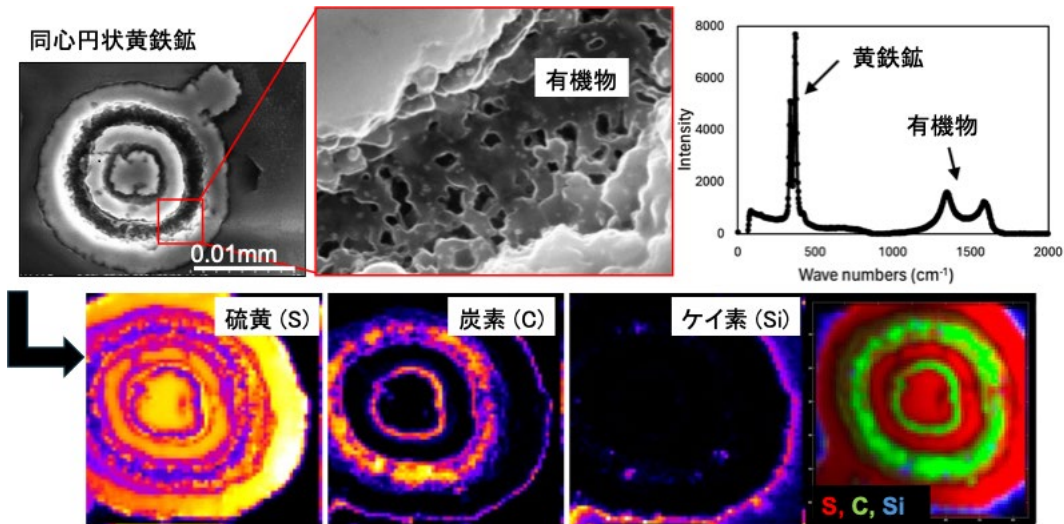 同心円状黄鉄鉱
0.01mm
有機物
8000
6000
4000
2000
0
Intensity
黄鉄鉱
有機物
0
500
1000
1500
2000
Wave numbers (cm⁻¹)
硫黄 (S)
炭素 (C)
ケイ素 (Si)
S, C, Si